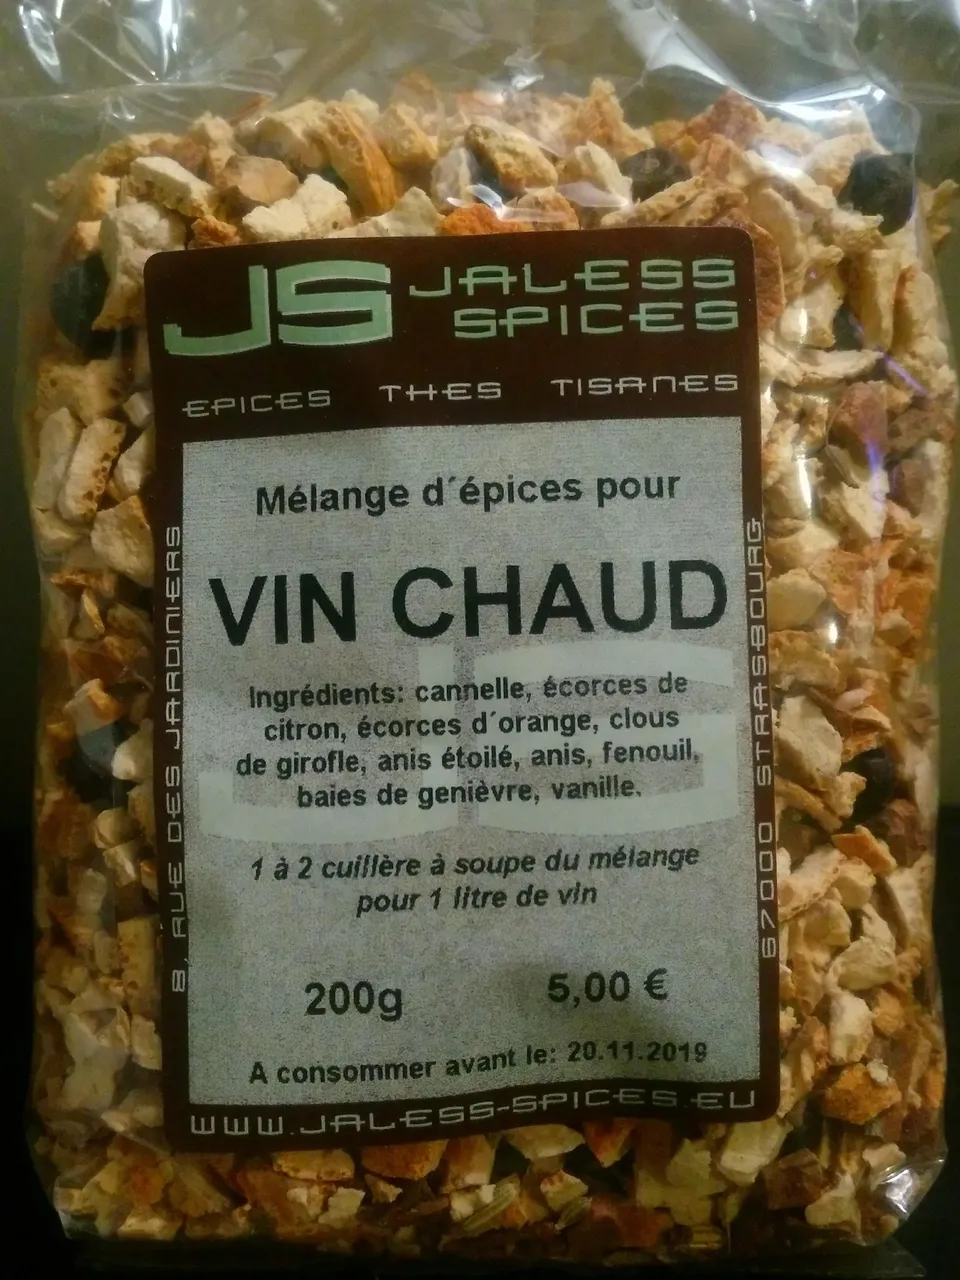 JS JALESS
SPICES
EPICES THES TISANES
Mélange d´épices pour
VIN CHAUD
Ingrédients: cannelle, écorces de
citron, écorces d´orange, clous
de girofle, anis étoilé, anis, fenouil,
baies de genièvre, vanille.
1 à 2 cuillère à soupe du mélange
pour 1 litre de vin
200g 5,00 €
A consommer avant le: 20.11.2019
WWW.JALESS-SPICES.EU
8, RUE DES JARDINIERS
67000 STRASBOURG